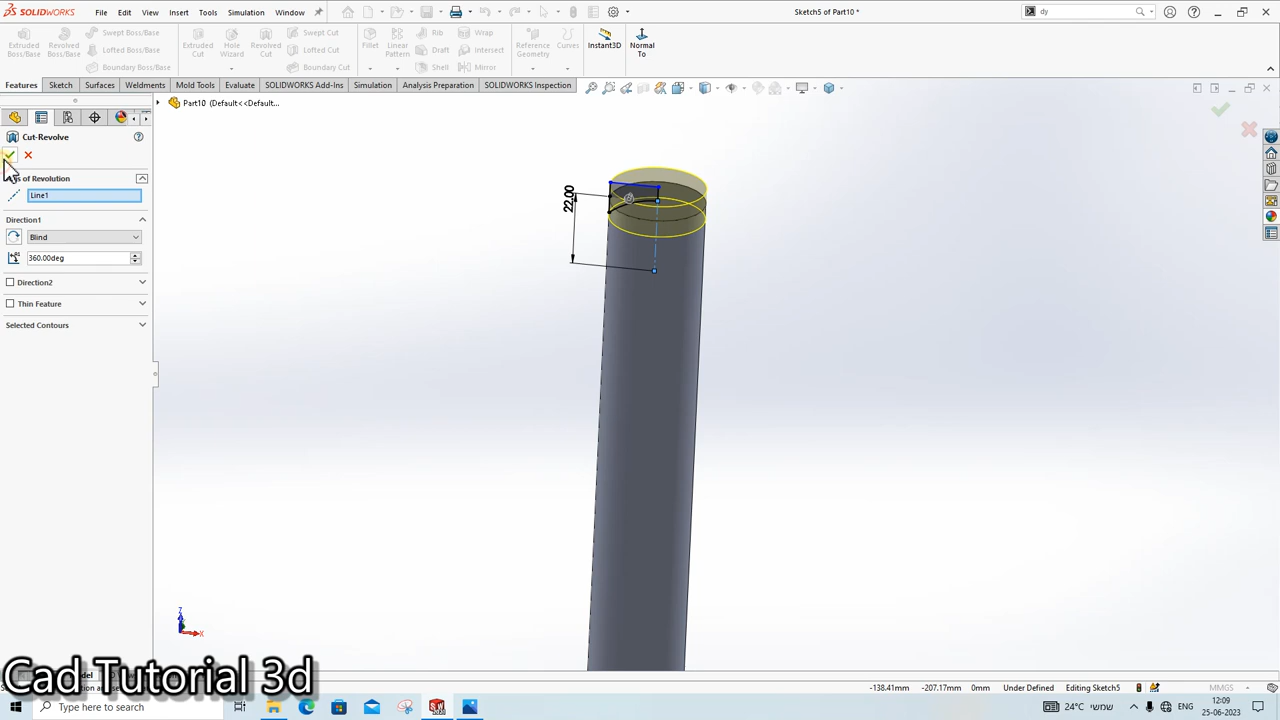 SOLIDWORKS File Edit View Insert Tools Simulation Window Sketch5 of Part10 * dy
Extruded Boss/Base Revolved Boss/Base Swept Boss/Base Lofted Boss/Base Boundary Boss/Base Extruded Cut Hole Wizard Revolved Cut Swept Cut Lofted Cut Boundary Cut Fillet Linear Pattern Rib Draft Shell Wrap Intersect Mirror Reference Geometry Curves Instant3D Normal To
Features Sketch Surfaces Weldments Mold Tools Evaluate SOLIDWORKS Add-Ins Simulation Analysis Preparation SOLIDWORKS Inspection
Part10 (Default<<Default...
Cut-Revolve
of Revolution
Line1
Direction1
Blind
360.00deg
Direction2
Thin Feature
Selected Contours
22.00
Z
X
Cad Tutorial 3d
-138.41mm -207.17mm 0mm Under Defined Editing Sketch5 MMGS
Type here to search
24°C שמשי ENG 12:09
25-06-2023